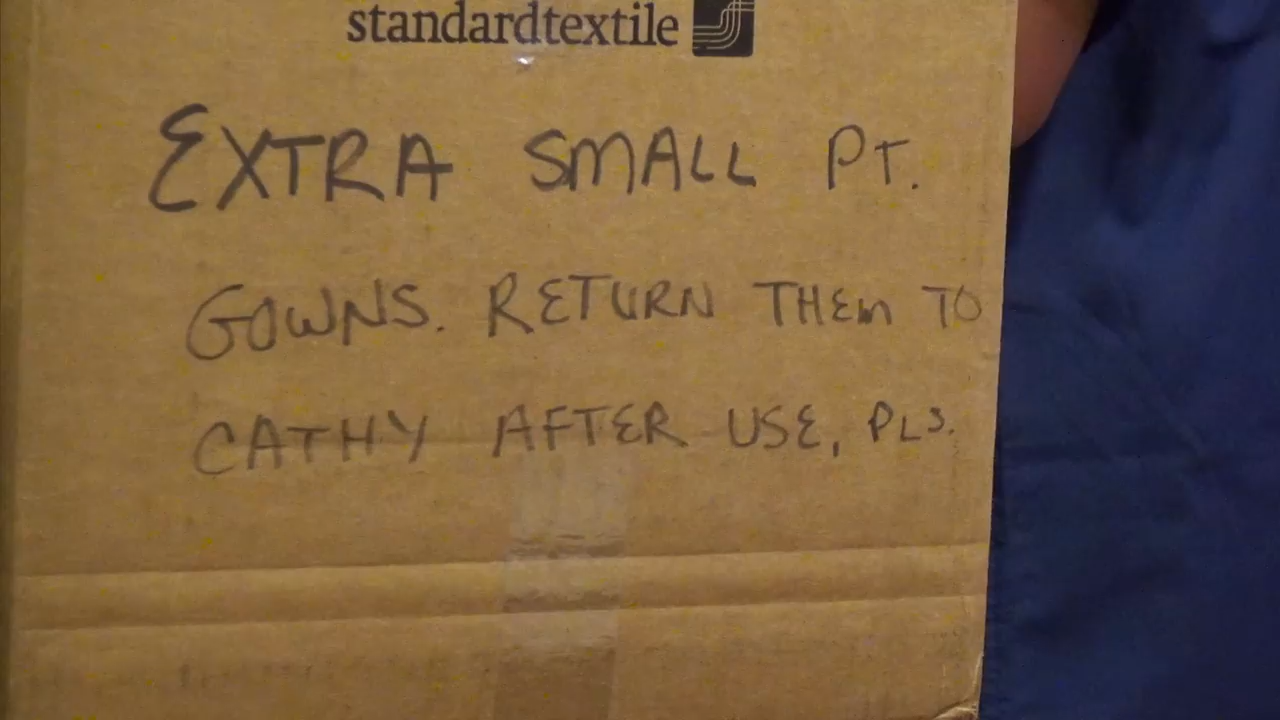 standardtextile
EXTRA SMALL PT.
GOWNS. RETURN THEM TO
CATHY AFTER USE, PLS.